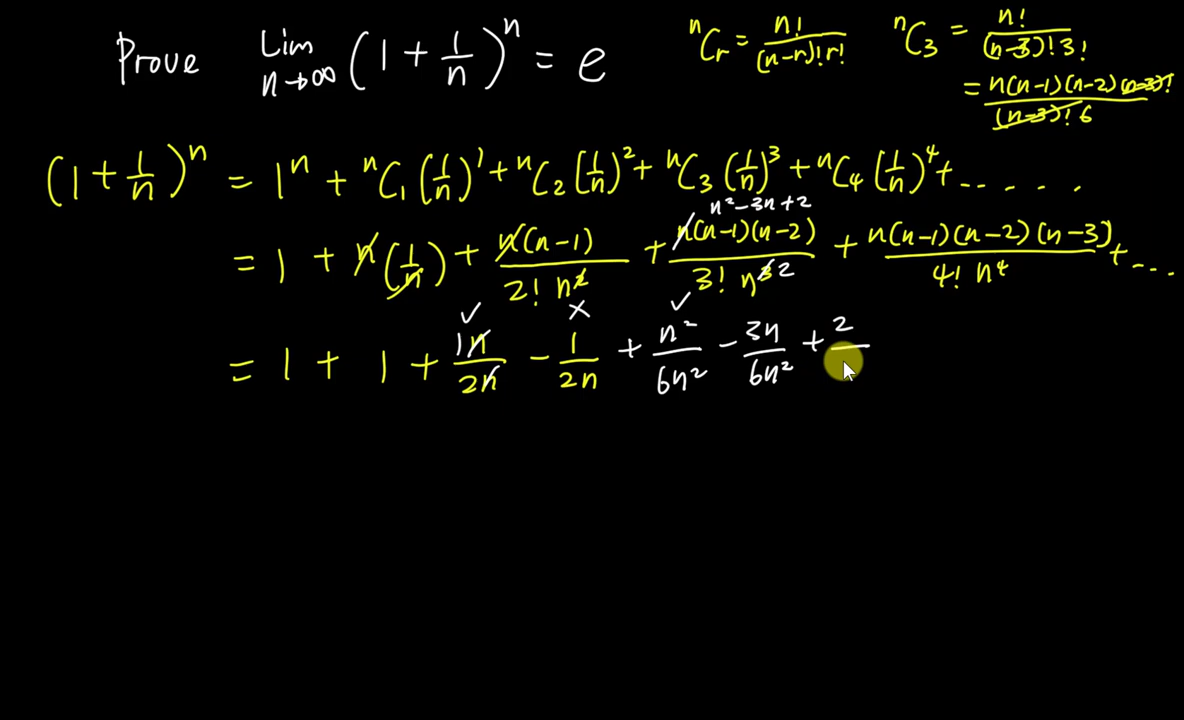 Prove Lim n→∞ (1 + 1/n)^n = e
nCr = n!/(n-r)!r!
nC3 = n!/(n-3)!3!
= n(n-1)(n-2)(n-3)!/(n-3)!6
(1 + 1/n)^n = 1^n + nC1(1/n)^1 + nC2(1/n)^2 + nC3(1/n)^3 + nC4(1/n)^4 + .....
n²-3n+2
= 1 + n(1/n) + n(n-1)/2! n² + n(n-1)(n-2)/3! n³ 2 + n(n-1)(n-2)(n-3)/4! n⁴ + ...
✓ × ✓
= 1 + 1 + 1n/2n - 1/2n + n²/6n² - 3n/6n² + 2/